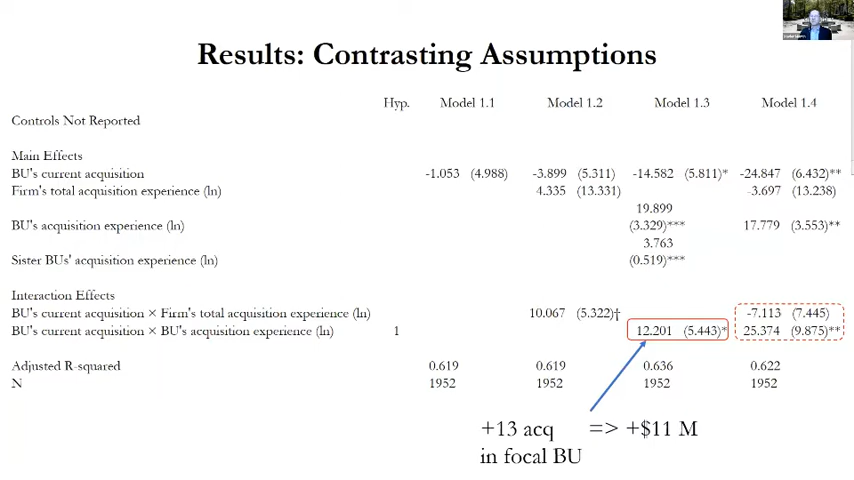 Results: Contrasting Assumptions
Hyp. Model 1.1 Model 1.2 Model 1.3 Model 1.4
Controls Not Reported
Main Effects
BU's current acquisition -1.053 (4.988) -3.899 (5.311) -14.582 (5.811)* -24.847 (6.432)**
Firm's total acquisition experience (ln) 4.335 (13.331) -3.697 (13.238)
19.899
BU's acquisition experience (ln) (3.329)*** 17.779 (3.553)**
3.763
Sister BUs' acquisition experience (ln) (0.519)***
Interaction Effects
BU's current acquisition × Firm's total acquisition experience (ln) 10.067 (5.322)† -7.113 (7.445)
BU's current acquisition × BU's acquisition experience (ln) 1 12.201 (5.443)* 25.374 (9.875)**
Adjusted R-squared 0.619 0.619 0.636 0.622
N 1952 1952 1952 1952
+13 acq => +$11 M
in focal BU